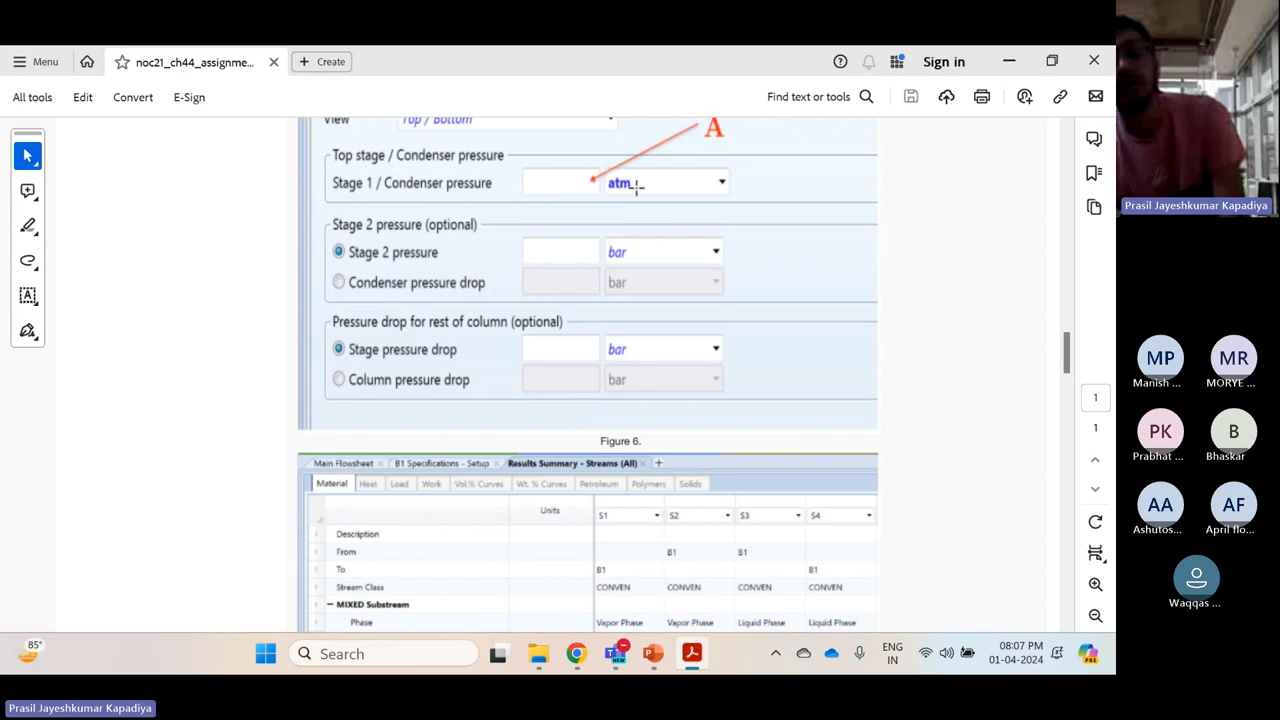 Menu
noc21_ch44_assignme...
Create
Sign in
All tools
Edit
Convert
E-Sign
Find text or tools
View
Top / Bottom
A
Top stage / Condenser pressure
Stage 1 / Condenser pressure
atm
Stage 2 pressure (optional)
Stage 2 pressure
bar
Condenser pressure drop
bar
Pressure drop for rest of column (optional)
Stage pressure drop
bar
Column pressure drop
bar
Figure 6.
Main Flowsheet
B1 Specifications - Setup
Results Summary - Streams (All)
Material Heat Load Work Vol.% Curves Wt. % Curves Petroleum Polymers Solids
Units S1 S2 S3 S4
Description
From B1 B1
To B1 B1
Stream Class CONVEN CONVEN CONVEN CONVEN
MIXED Substream
Phase Vapor Phase Vapor Phase Liquid Phase Liquid Phase
1
1
85°
Search
NEW
ENG
IN
08:07 PM
01-04-2024
PRE
Prasil Jayeshkumar Kapadiya
MP
Manish ...
MR
MORYE ...
PK
Prabhat ...
B
Bhaskar
AA
Ashutos...
AF
April flo...
Waqqas ...
Prasil Jayeshkumar Kapadiya